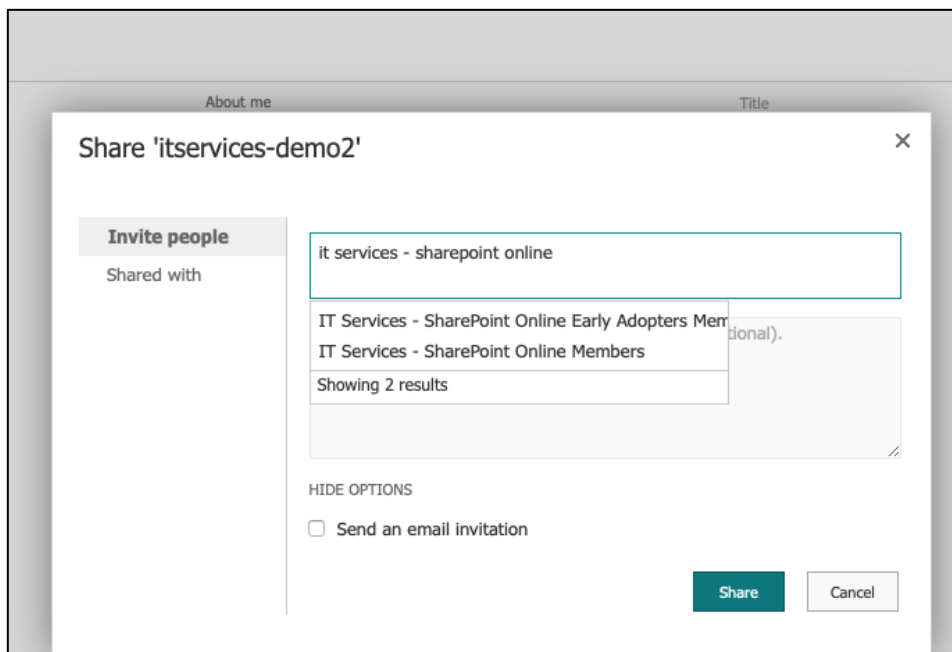 About me
Title
Share 'itservices-demo2'
Invite people
Shared with
it services - sharepoint online
IT Services - SharePoint Online Early Adopters Mem
tional).
IT Services - SharePoint Online Members
Showing 2 results
HIDE OPTIONS
Send an email invitation
Share
Cancel